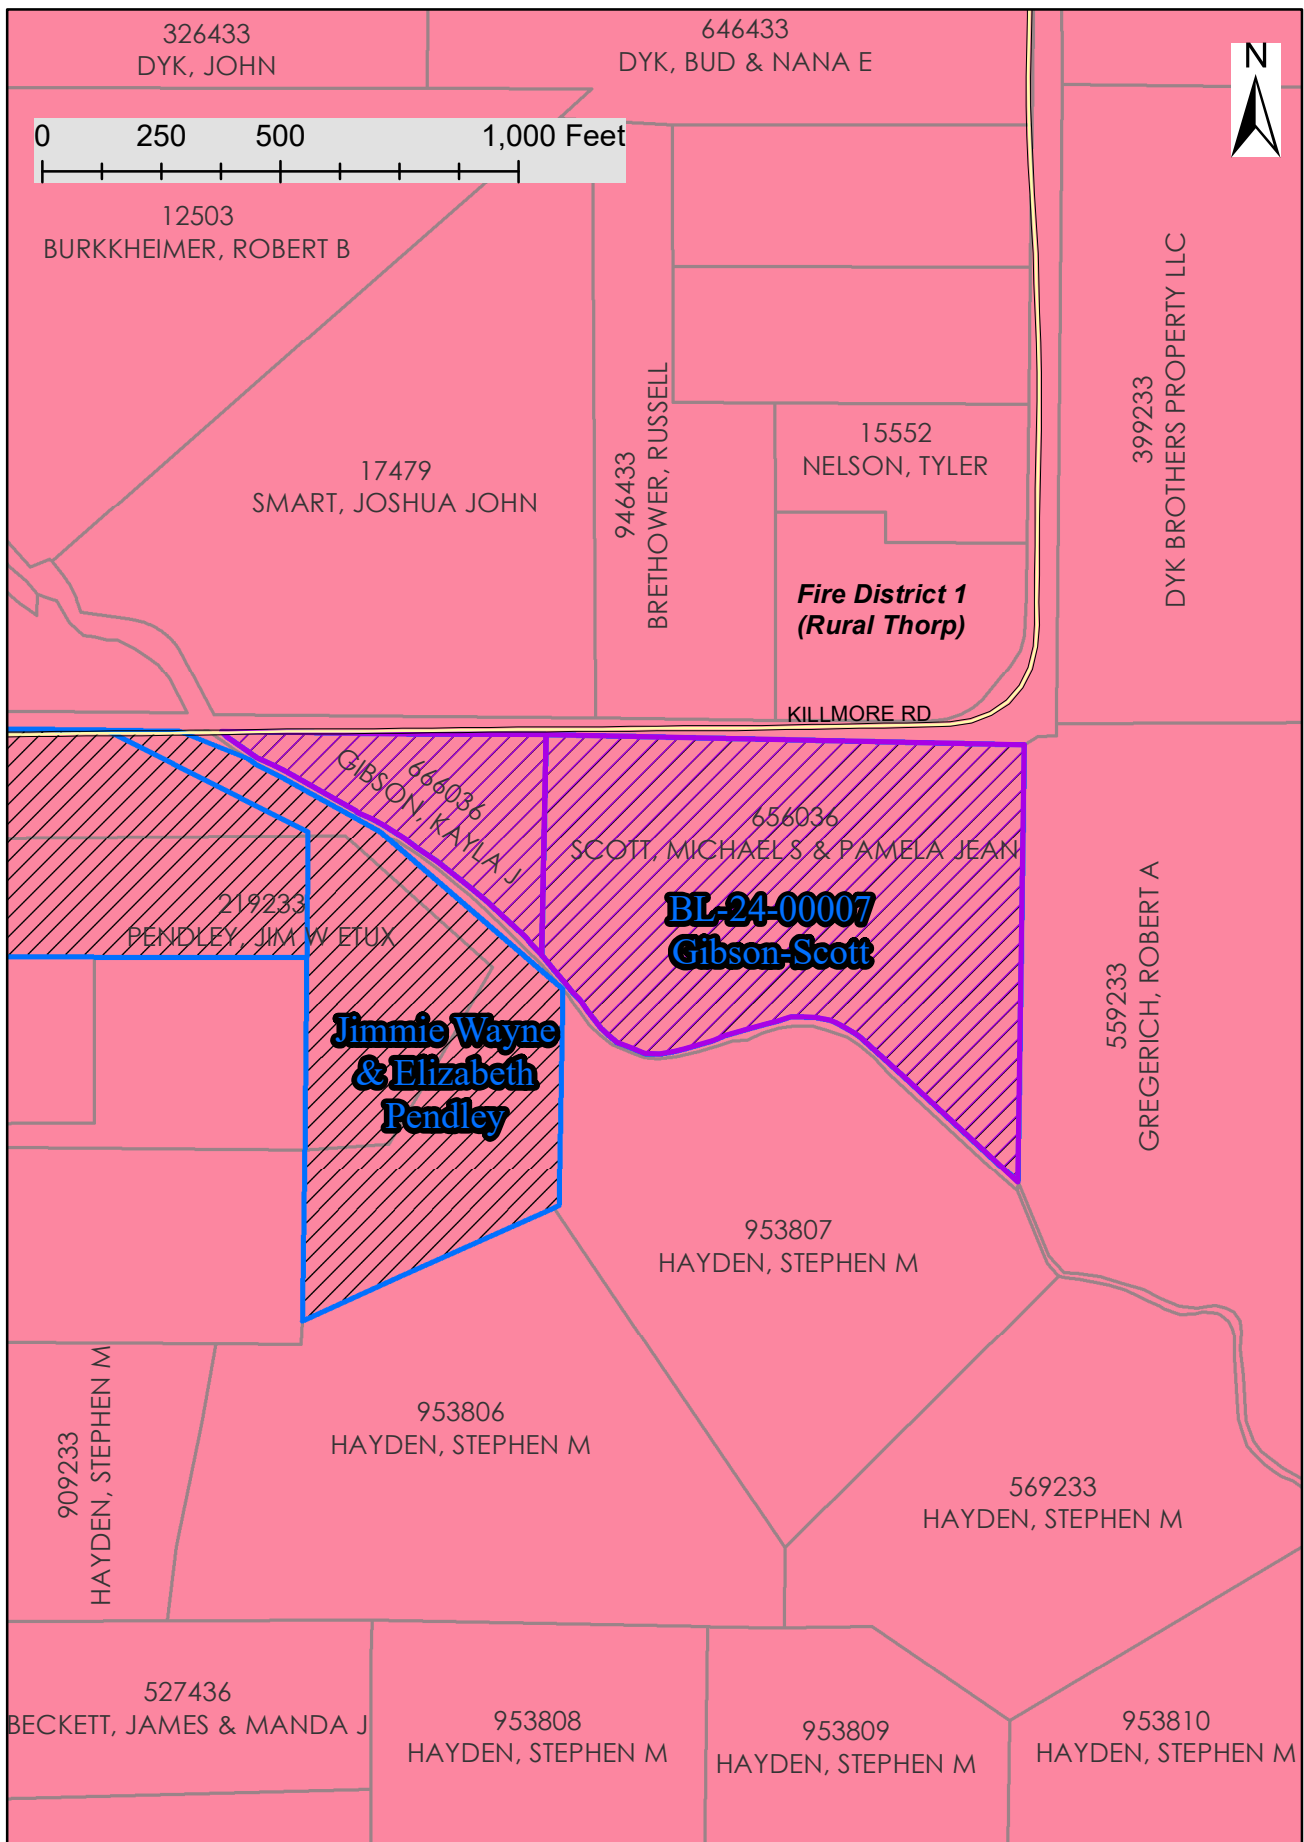 326433
DYK, JOHN
646433
DYK, BUD & NANA E
N
0 250 500 1,000 Feet
12503
BURKKHEIMER, ROBERT B
17479
SMART, JOSHUA JOHN
946433
BRETHOWER, RUSSELL
15552
NELSON, TYLER
399233
DYK BROTHERS PROPERTY LLC
Fire District 1
(Rural Thorp)
KILLMORE RD
666036
GIBSON, KAYLA J
656036
SCOTT, MICHAEL S & PAMELA JEAN
BL-24-00007
Gibson-Scott
219233
PENDLEY, JIM W ETUX
Jimmie Wayne
& Elizabeth
Pendley
559233
GREGERICH, ROBERT A
953807
HAYDEN, STEPHEN M
909233
HAYDEN, STEPHEN M
953806
HAYDEN, STEPHEN M
569233
HAYDEN, STEPHEN M
527436
BECKETT, JAMES & MANDA J
953808
HAYDEN, STEPHEN M
953809
HAYDEN, STEPHEN M
953810
HAYDEN, STEPHEN M